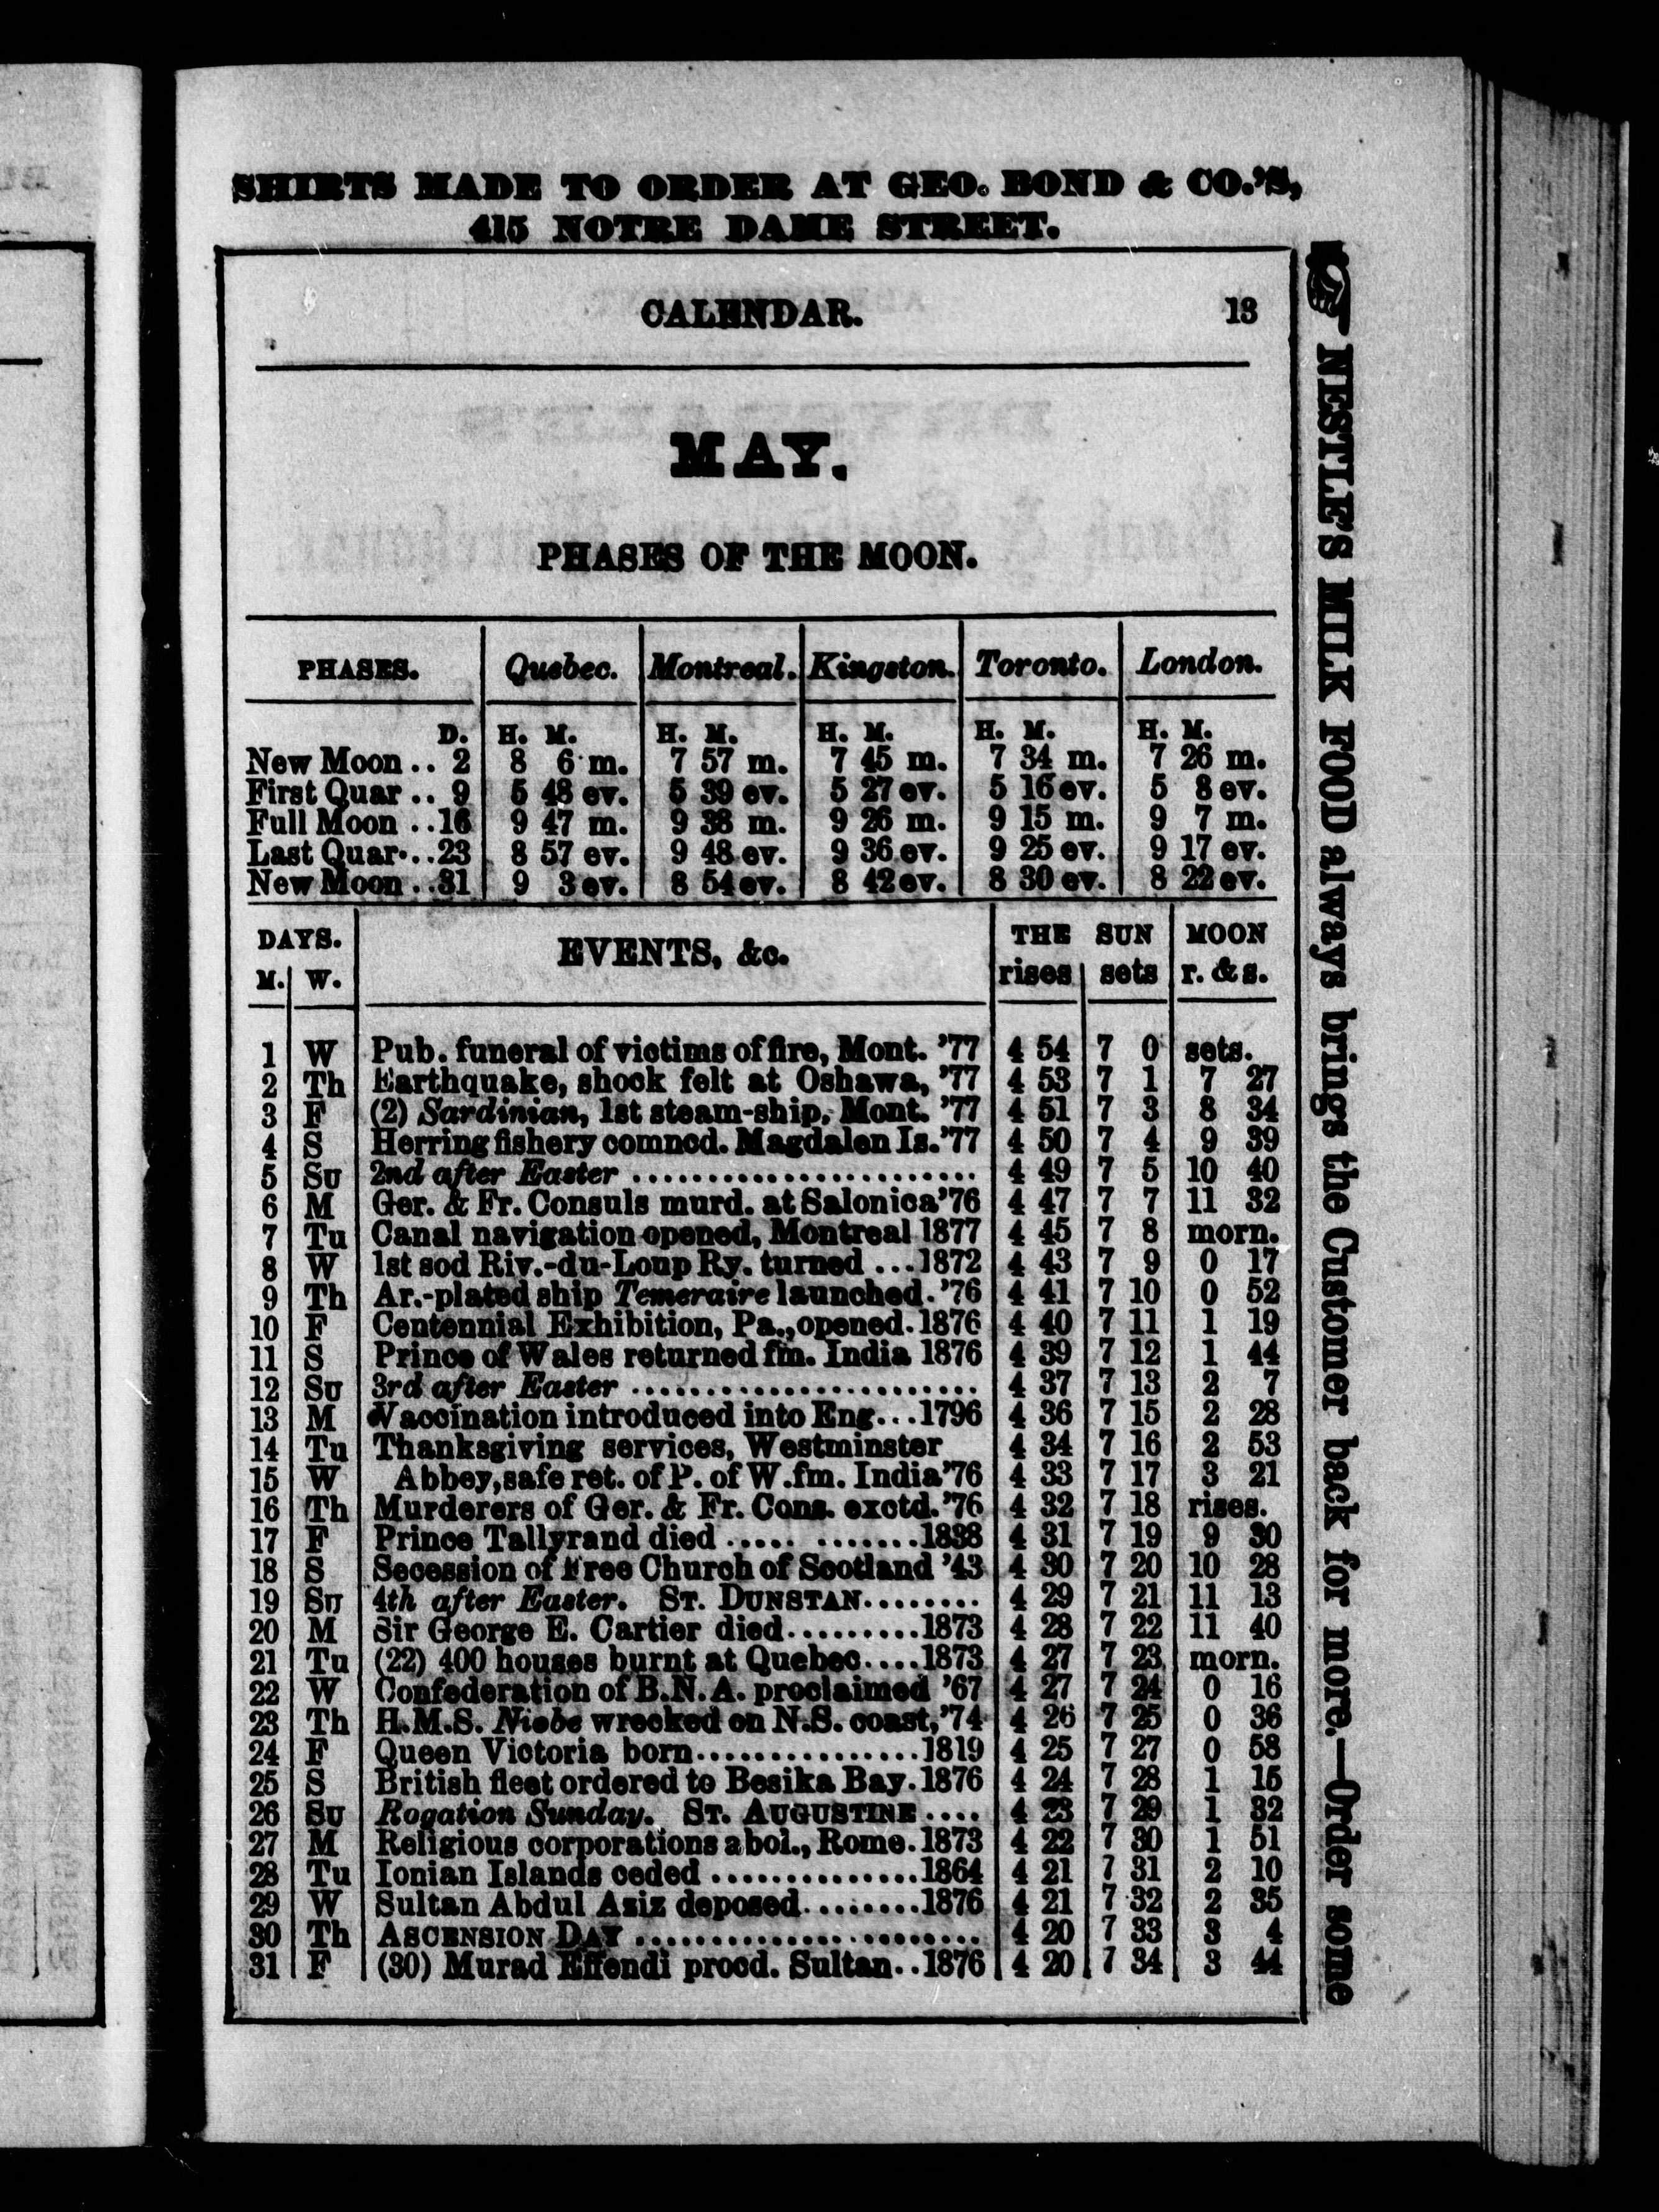 SHIRTS MADE TO ORDER AT GEO. BOND & CO.'S,
415 NOTRE DAME STREET.
CALENDAR. 13
MAY.
PHASES OF THE MOON.
PHASES. Quebec. Montreal. Kingston. Toronto. London.
D. H. M. H. M. H. M. H. M. H. M.
New Moon .. 2 8 6 m. 7 57 m. 7 45 m. 7 34 m. 7 26 m.
First Quar .. 9 5 48 ev. 5 39 ev. 5 27 ev. 5 16 ev. 5 8 ev.
Full Moon ..16 9 47 m. 9 38 m. 9 26 m. 9 15 m. 9 7 m.
Last Quar...23 8 57 ev. 9 48 ev. 9 36 ev. 9 25 ev. 9 17 ev.
New Moon ..31 9 3 ev. 8 54 ev. 8 42 ev. 8 30 ev. 8 22 ev.
DAYS. EVENTS, &c. THE SUN MOON
M. W. rises sets r. & s.
1 W Pub. funeral of victims of fire, Mont. '77 4 54 7 0 sets.
2 Th Earthquake, shock felt at Oshawa, '77 4 53 7 1 7 27
3 F (2) Sardinian, 1st steam-ship, Mont. '77 4 51 7 3 8 34
4 S Herring fishery comncd. Magdalen Is. '77 4 50 7 4 9 39
5 Su 2nd after Easter ........................ 4 49 7 5 10 40
6 M Ger. & Fr. Consuls murd. at Salonica '76 4 47 7 7 11 32
7 Tu Canal navigation opened, Montreal 1877 4 45 7 8 morn.
8 W 1st sod Riv.-du-Loup Ry. turned ...1872 4 43 7 9 0 17
9 Th Ar.-plated ship Temeraire launched. '76 4 41 7 10 0 52
10 F Centennial Exhibition, Pa., opened. 1876 4 40 7 11 1 19
11 S Prince of Wales returned fm. India 1876 4 39 7 12 1 44
12 Su 3rd after Easter ........................ 4 37 7 13 2 7
13 M Vaccination introduced into Eng...1796 4 36 7 15 2 28
14 Tu Thanksgiving services, Westminster 4 34 7 16 2 53
15 W Abbey, safe ret. of P. of W. fm. India '76 4 33 7 17 3 21
16 Th Murderers of Ger. & Fr. Cons. exctd. '76 4 32 7 18 rises.
17 F Prince Tallyrand died ..... .......1838 4 31 7 19 9 30
18 S Secession of Free Church of Scotland '43 4 30 7 20 10 28
19 Su 4th after Easter. ST. DUNSTAN........ 4 29 7 21 11 13
20 M Sir George E. Cartier died.........1873 4 28 7 22 11 40
21 Tu (22) 400 houses burnt at Quebec....1873 4 27 7 23 morn.
22 W Confederation of B.N.A. proclaimed '67 4 27 7 24 0 16
23 Th H.M.S. Niobe wrecked on N.S. coast, '74 4 26 7 25 0 36
24 F Queen Victoria born...............1819 4 25 7 27 0 58
25 S British fleet ordered to Besika Bay. 1876 4 24 7 28 1 15
26 Su Rogation Sunday. ST. AUGUSTINE .... 4 23 7 29 1 32
27 M Religious corporations abol., Rome. 1873 4 22 7 30 1 51
28 Tu Ionian Islands ceded ..............1864 4 21 7 31 2 10
29 W Sultan Abdul Aziz deposed.........1876 4 21 7 32 2 35
30 Th ASCENSION DAY ........................ 4 20 7 33 3 4
31 F (30) Murad Effendi procd. Sultan..1876 4 20 7 34 3 44
NESTLE'S MILK FOOD always brings the Customer back for more.—Order some